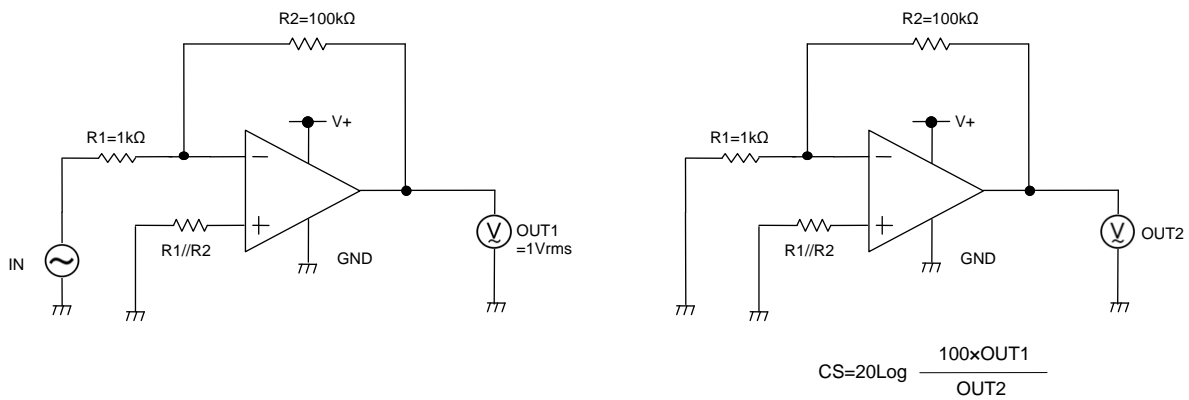 R2=100kΩ
V+
R1=1kΩ
R1//R2
GND
IN
OUT1
=1Vrms
R2=100kΩ
V+
R1=1kΩ
R1//R2
GND
OUT2
CS=20Log 100×OUT1
OUT2